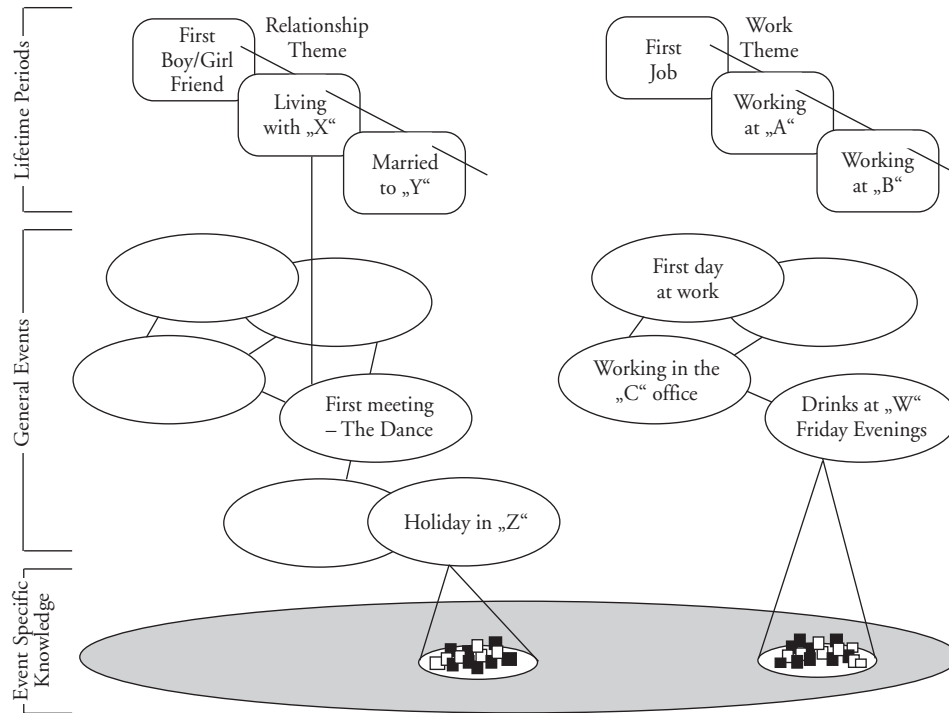 Lifetime Periods
First
Boy/Girl
Friend
Relationship
Theme
Living
with „X“
Married
to „Y“
First
Job
Work
Theme
Working
at „A“
Working
at „B“
General Events
First day
at work
Working in the
„C“ office
First meeting
– The Dance
Drinks at „W“
Friday Evenings
Holiday in „Z“
Event Specific
Knowledge